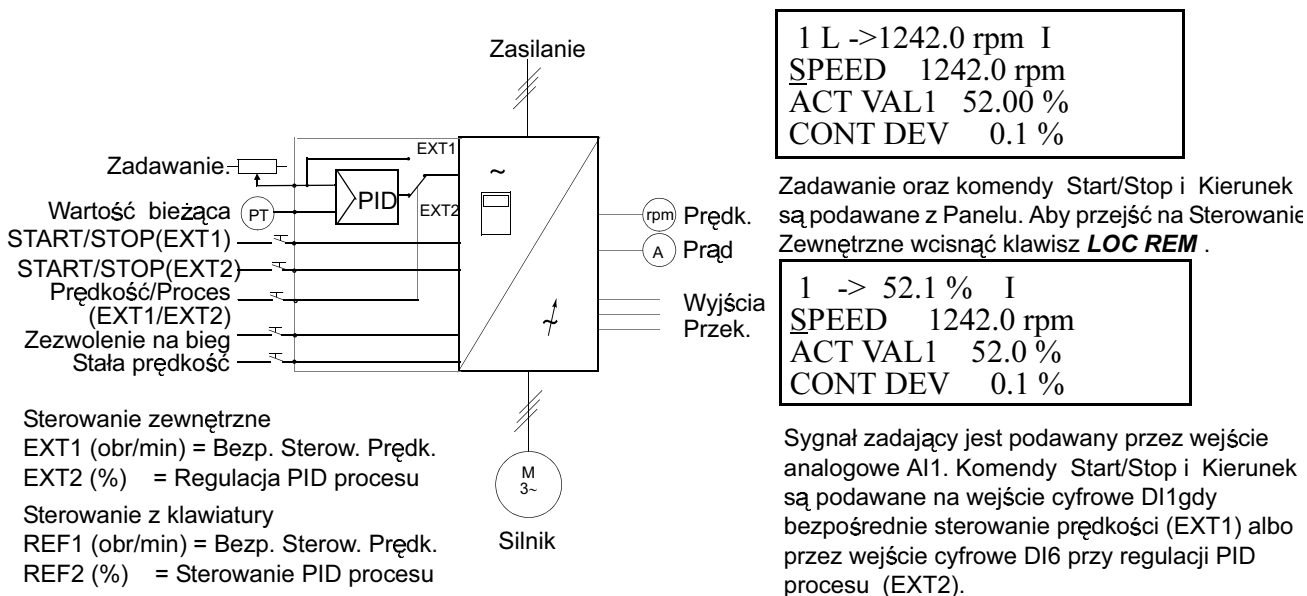 Zasilanie
EXT1
~
Zadawanie.
PID
Wartość bieżąca
PT
EXT2
START/STOP(EXT1)
START/STOP(EXT2)
Prędkość/Proces
(EXT1/EXT2)
Zezwolenie na bieg
Stała prędkość
rpm
Prędk.
A
Prąd
Wyjścia
Przek.
~
M
3~
Silnik
Sterowanie zewnętrzne
EXT1 (obr/min) = Bezp. Sterow. Prędk.
EXT2 (%) = Regulacja PID procesu
Sterowanie z klawiatury
REF1 (obr/min) = Bezp. Sterow. Prędk.
REF2 (%) = Sterowanie PID procesu
1 L ->1242.0 rpm I
SPEED 1242.0 rpm
ACT VAL1 52.00 %
CONT DEV 0.1 %
Zadawanie oraz komendy Start/Stop i Kierunek
są podawane z Panelu. Aby przejść na Sterowanie
Zewnętrzne wcisnąć klawisz LOC REM .
1 -> 52.1 % I
SPEED 1242.0 rpm
ACT VAL1 52.0 %
CONT DEV 0.1 %
Sygnał zadający jest podawany przez wejście
analogowe AI1. Komendy Start/Stop i Kierunek
są podawane na wejście cyfrowe DI1gdy
bezpośrednie sterowanie prędkości (EXT1) albo
przez wejście cyfrowe DI6 przy regulacji PID
procesu (EXT2).